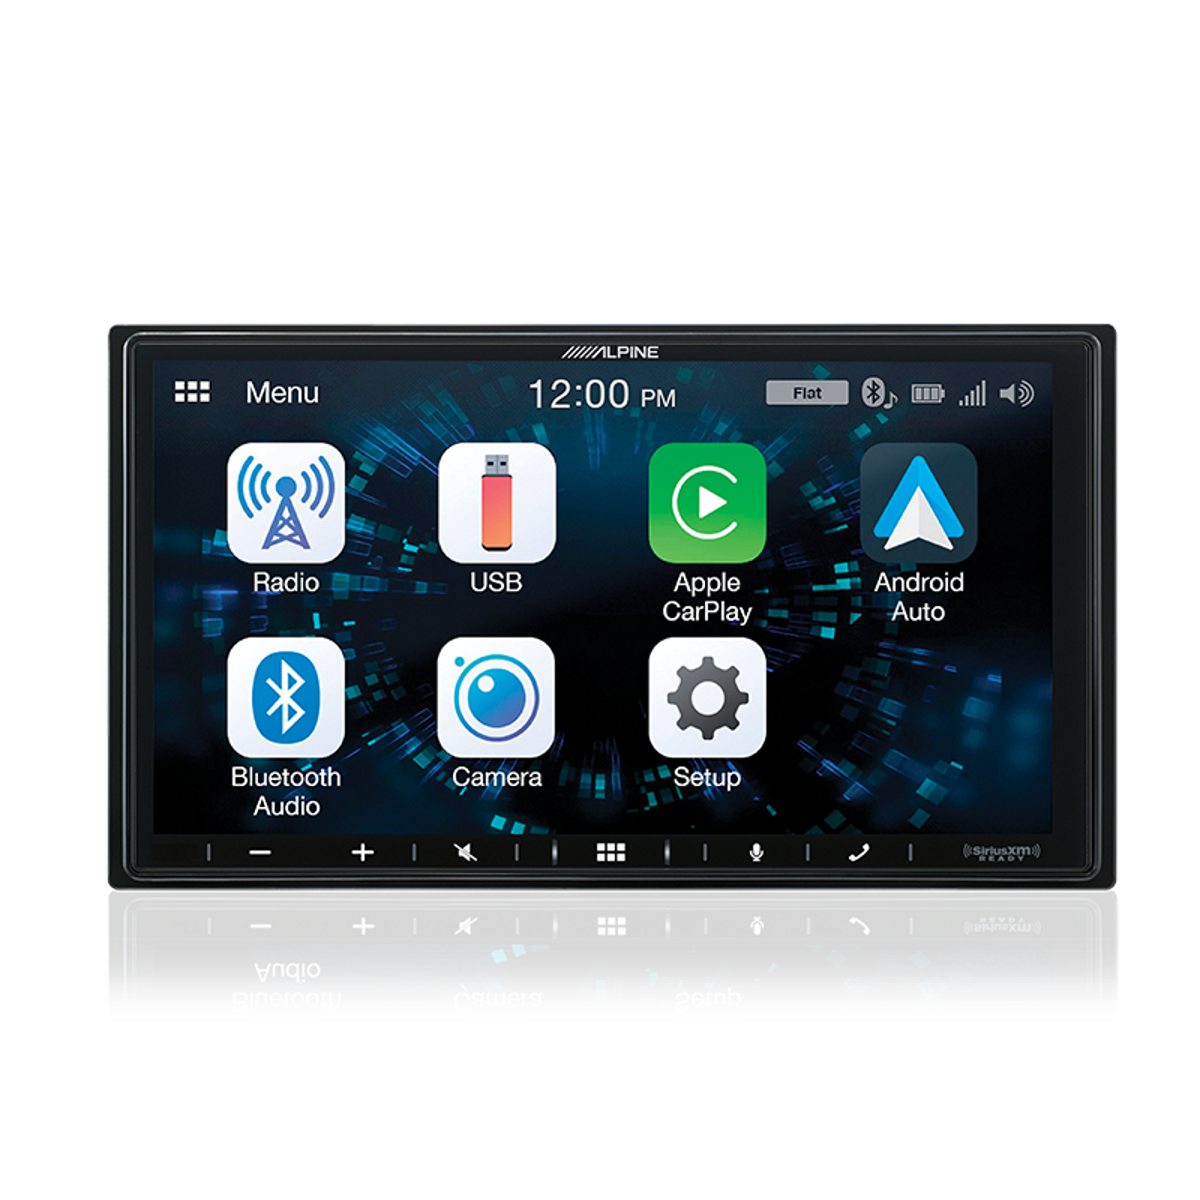 ALPINE
Menu
12:00 PM
Flat
Radio
USB
Apple
CarPlay
Android
Auto
Bluetooth
Audio
Camera
Setup
SiriusXM
READY